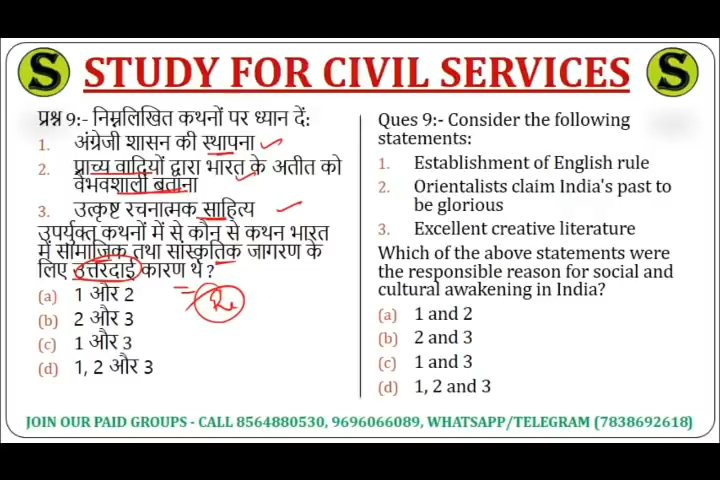 S STUDY FOR CIVIL SERVICES S
प्रश्न 9:- निम्नलिखित कथनों पर ध्यान दें:
1. अंग्रेजी शासन की स्थापना
2. प्राच्य वादियों द्वारा भारत के अतीत को
वैभवशाली बताना
3. उत्कृष्ट रचनात्मक साहित्य
उपर्युक्त कथनों में से कौन से कथन भारत
में सामाजिक तथा सांस्कृतिक जागरण के
लिए उत्तरदाई कारण थे?
(a) 1 और 2
(b) 2 और 3
(c) 1 और 3
(d) 1, 2 और 3
Ques 9:- Consider the following
statements:
1. Establishment of English rule
2. Orientalists claim India's past to
be glorious
3. Excellent creative literature
Which of the above statements were
the responsible reason for social and
cultural awakening in India?
(a) 1 and 2
(b) 2 and 3
(c) 1 and 3
(d) 1, 2 and 3
JOIN OUR PAID GROUPS - CALL 8564880530, 9696066089, WHATSAPP/TELEGRAM (7838692618)